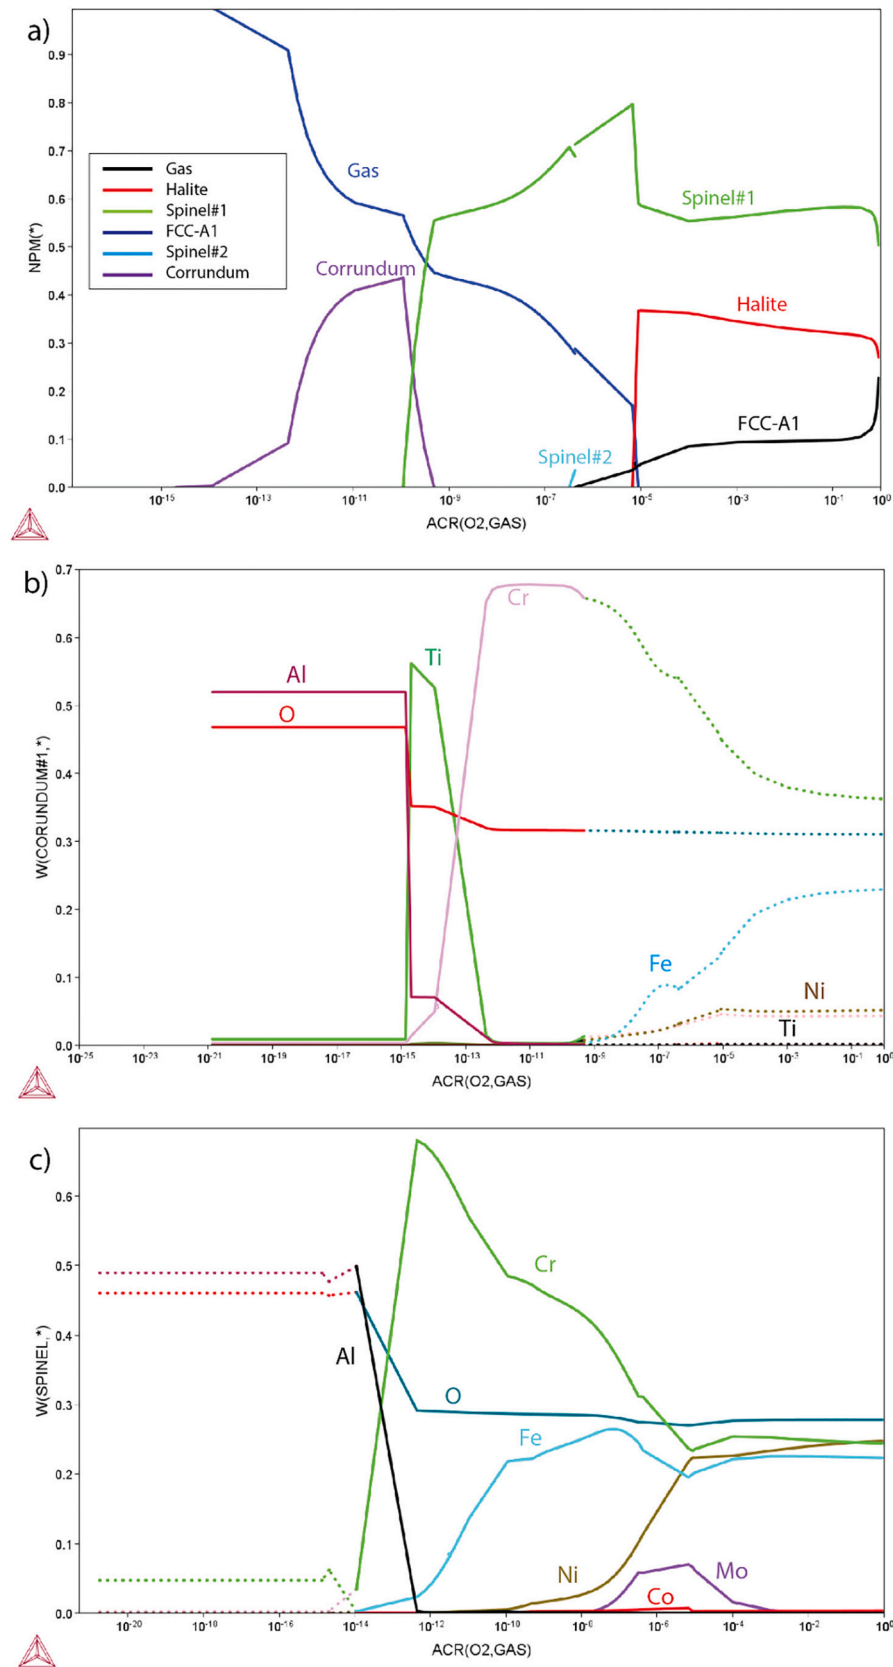 a)
NPM(*)
0.9
0.8
0.7
0.6
0.5
0.4
0.3
0.2
0.1
0.0
Gas
Halite
Spinel#1
FCC-A1
Spinel#2
Corrundum
Gas
Corrundum
Spinel#1
Halite
FCC-A1
Spinel#2
10-15 10-13 10-11 10-9 10-7 10-5 10-3 10-1 100
ACR(O2,GAS)
b)
W(CORUNDUM#1,*)
0.7
0.6
0.5
0.4
0.3
0.2
0.1
0.0
Cr
Ti
Al
O
Fe
Ni
Ti
10-25 10-23 10-21 10-19 10-17 10-15 10-13 10-11 10-9 10-7 10-5 10-3 10-1 100
ACR(O2,GAS)
c)
W(SPINEL,*)
0.6
0.5
0.4
0.3
0.2
0.1
0.0
Cr
Al
O
Fe
Ni
Mo
Co
10-20 10-10 10-16 10-14 10-12 10-10 10-8 10-6 10-4 10-2 100
ACR(O2,GAS)